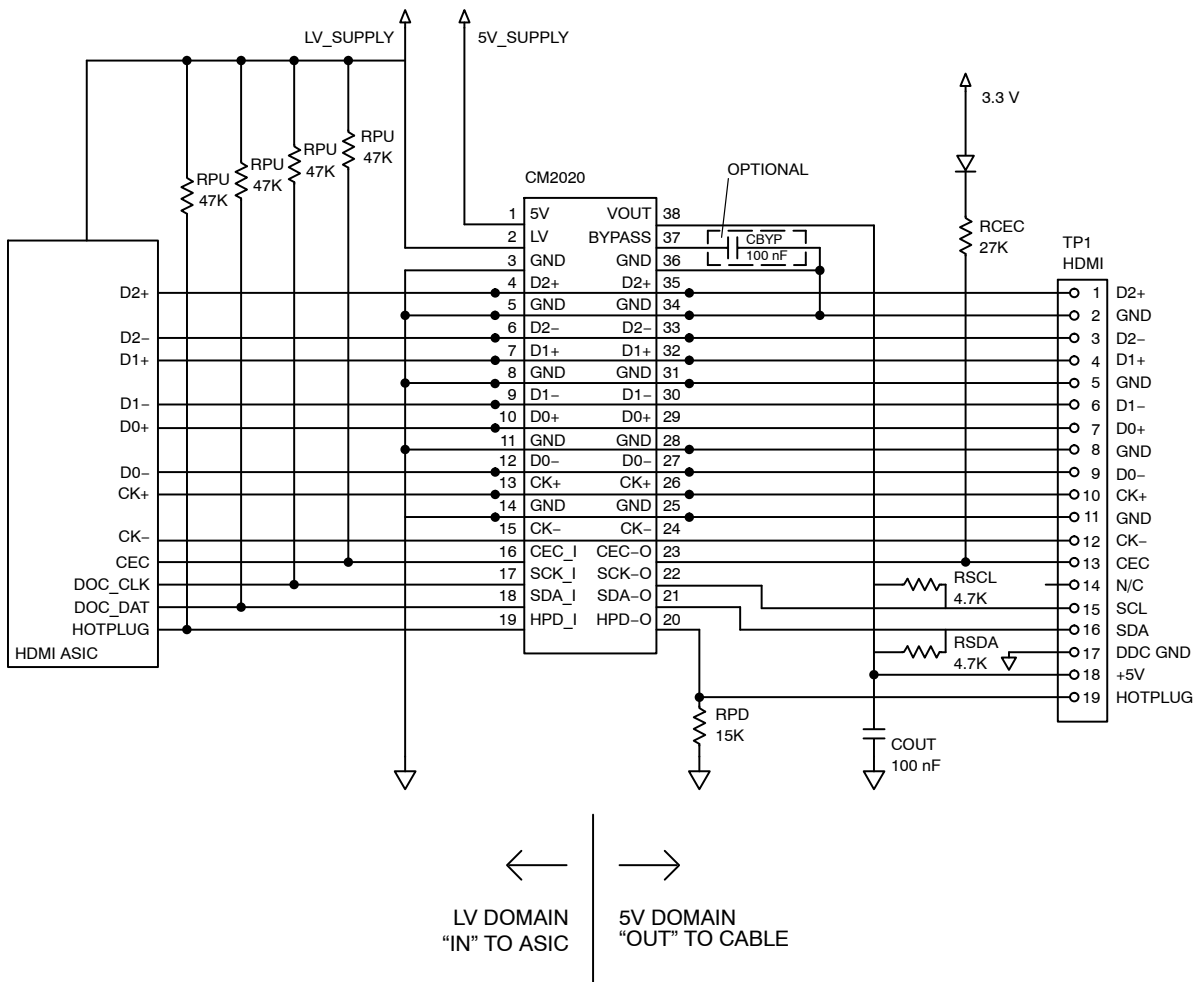 LV_SUPPLY
5V_SUPPLY
3.3 V
RPU
47K
RPU
47K
RPU
47K
RPU
47K
OPTIONAL
CM2020
CBYP
100 nF
RCEC
27K
TP1
HDMI
1 5V VOUT 38
2 LV BYPASS 37
3 GND GND 36
4 D2+ D2+ 35
5 GND GND 34
6 D2− D2− 33
7 D1+ D1+ 32
8 GND GND 31
9 D1− D1− 30
10 D0+ D0+ 29
11 GND GND 28
12 D0− D0− 27
13 CK+ CK+ 26
14 GND GND 25
15 CK− CK− 24
16 CEC_I CEC−O 23
17 SCK_I SCK−O 22
18 SDA_I SDA−O 21
19 HPD_I HPD−O 20
D2+
D2−
D1+
D1−
D0+
D0−
CK+
CK−
CEC
DOC_CLK
DOC_DAT
HOTPLUG
HDMI ASIC
1 D2+
2 GND
3 D2−
4 D1+
5 GND
6 D1−
7 D0+
8 GND
9 D0−
10 CK+
11 GND
12 CK−
13 CEC
14 N/C
15 SCL
16 SDA
17 DDC GND
18 +5V
19 HOTPLUG
RSCL
4.7K
RSDA
4.7K
RPD
15K
COUT
100 nF
LV DOMAIN
“IN” TO ASIC
5V DOMAIN
“OUT” TO CABLE